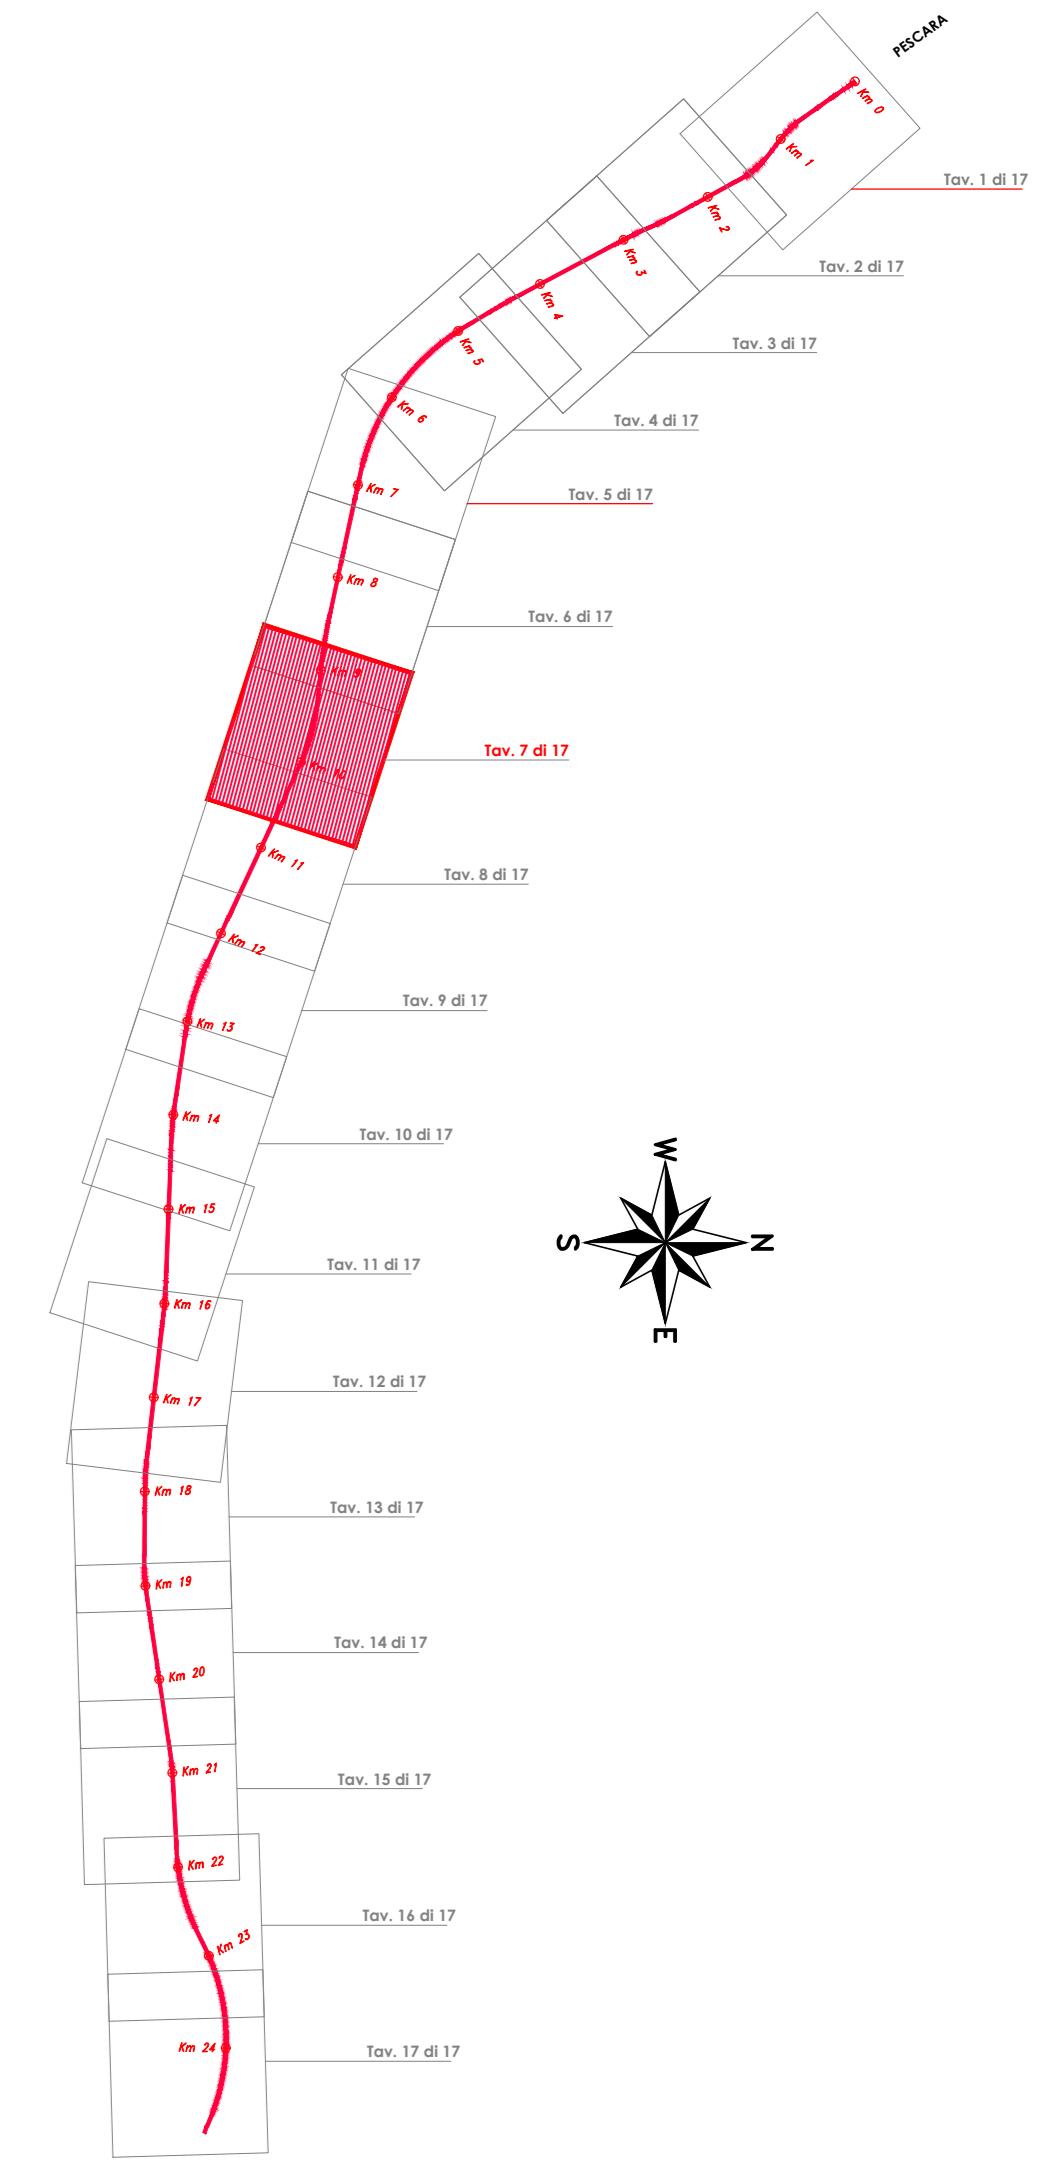 PESCARA
Km 0
Km 1
Tav. 1 di 17
Km 2
Km 3
Tav. 2 di 17
Km 4
Km 5
Tav. 3 di 17
Km 6
Tav. 4 di 17
Km 7
Tav. 5 di 17
Km 8
Tav. 6 di 17
Km 9
Tav. 7 di 17
Km 10
Km 11
Tav. 8 di 17
Km 12
Tav. 9 di 17
Km 13
Km 14
Tav. 10 di 17
W
Km 15
S
N
Tav. 11 di 17
Km 16
E
Tav. 12 di 17
Km 17
Km 18
Tav. 13 di 17
Km 19
Tav. 14 di 17
Km 20
Km 21
Tav. 15 di 17
Km 22
Tav. 16 di 17
Km 23
Km 24
Tav. 17 di 17